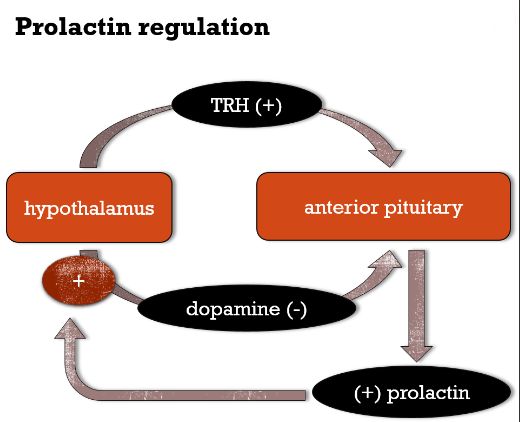 Prolactin regulation
TRH (+)
hypothalamus
anterior pituitary
+
dopamine (-)
(+) prolactin